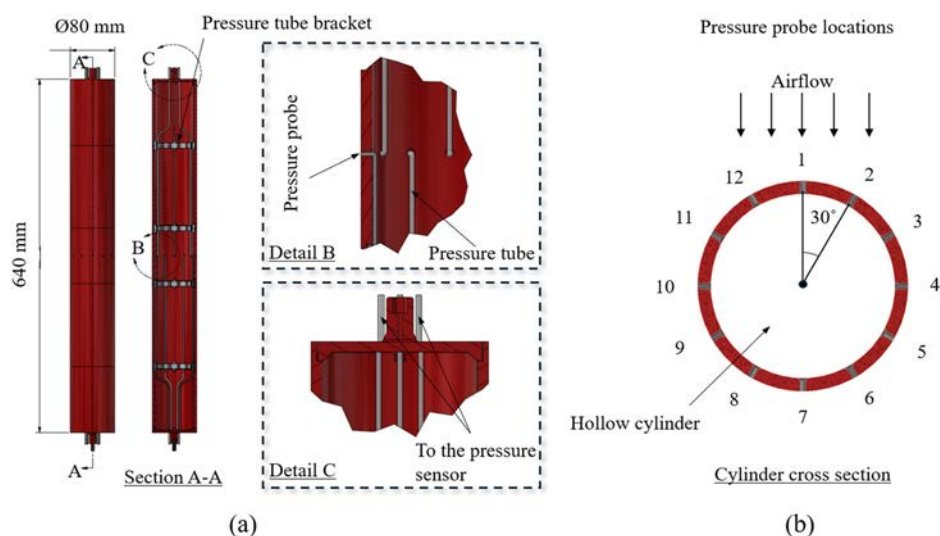 Ø80 mm
Pressure tube bracket
A
C
640 mm
B
A
Section A-A
Pressure probe
Detail B
Pressure tube
Detail C
To the pressure
sensor
(a)
Pressure probe locations
Airflow
1
12
2
11
30°
3
10
4
9
5
8
6
7
Hollow cylinder
Cylinder cross section
(b)